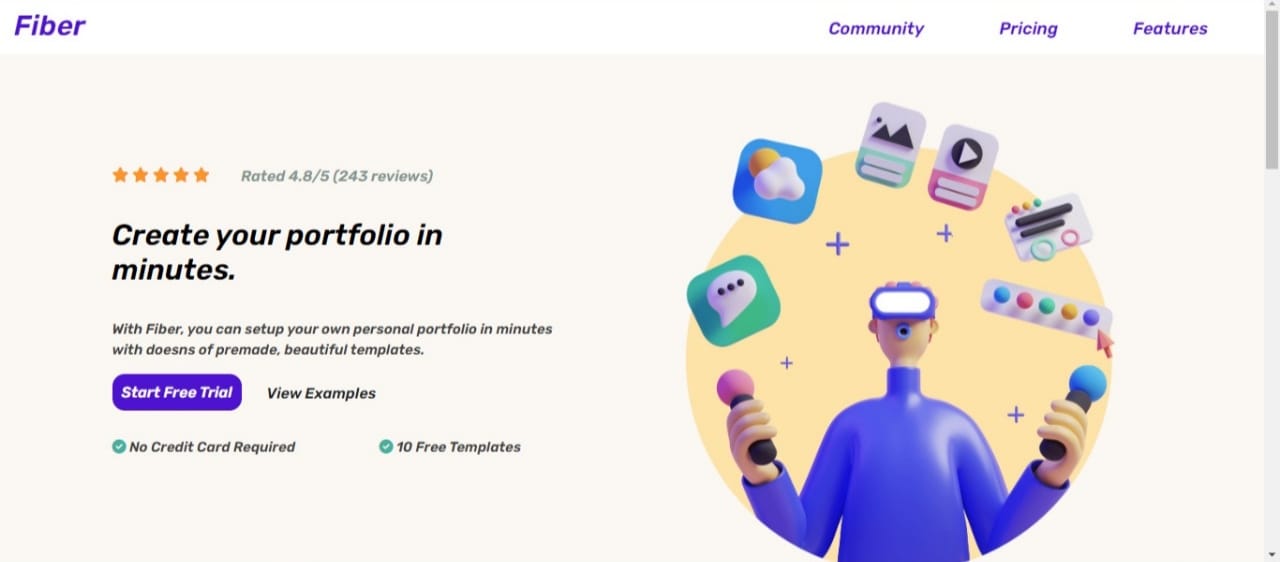 Fiber
Community
Pricing
Features
Rated 4.8/5 (243 reviews)
Create your portfolio in
minutes.
With Fiber, you can setup your own personal portfolio in minutes
with doesns of premade, beautiful templates.
Start Free Trial
View Examples
No Credit Card Required
10 Free Templates